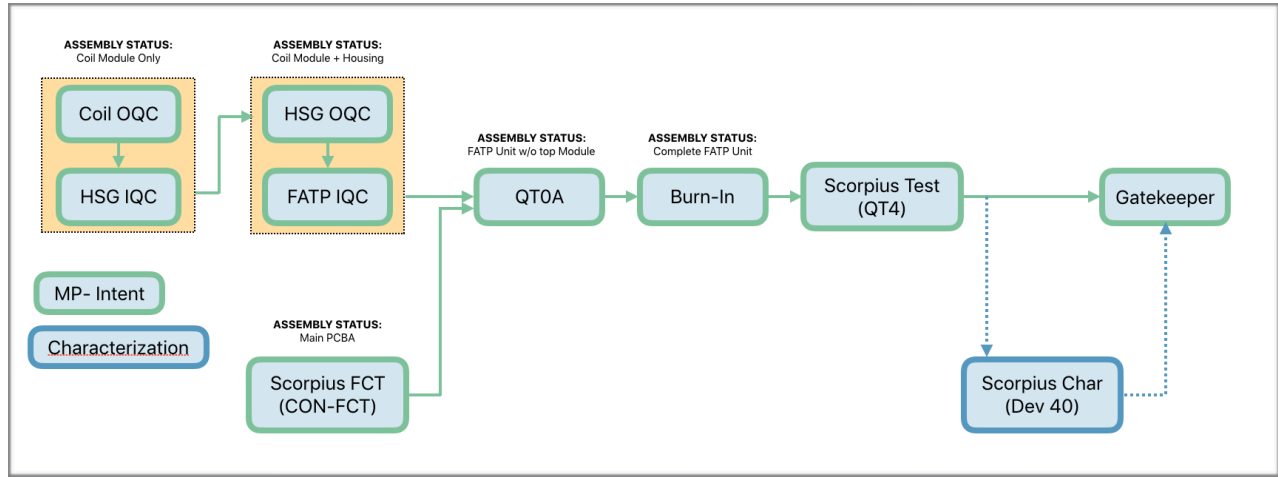 ASSEMBLY STATUS:
Coil Module Only
Coil OQC
HSG IQC
ASSEMBLY STATUS:
Coil Module + Housing
HSG OQC
FATP IQC
ASSEMBLY STATUS:
FATP Unit w/o top Module
QT0A
ASSEMBLY STATUS:
Complete FATP Unit
Burn-In
Scorpius Test
(QT4)
Gatekeeper
MP- Intent
Characterization
ASSEMBLY STATUS:
Main PCBA
Scorpius FCT
(CON-FCT)
Scorpius Char
(Dev 40)